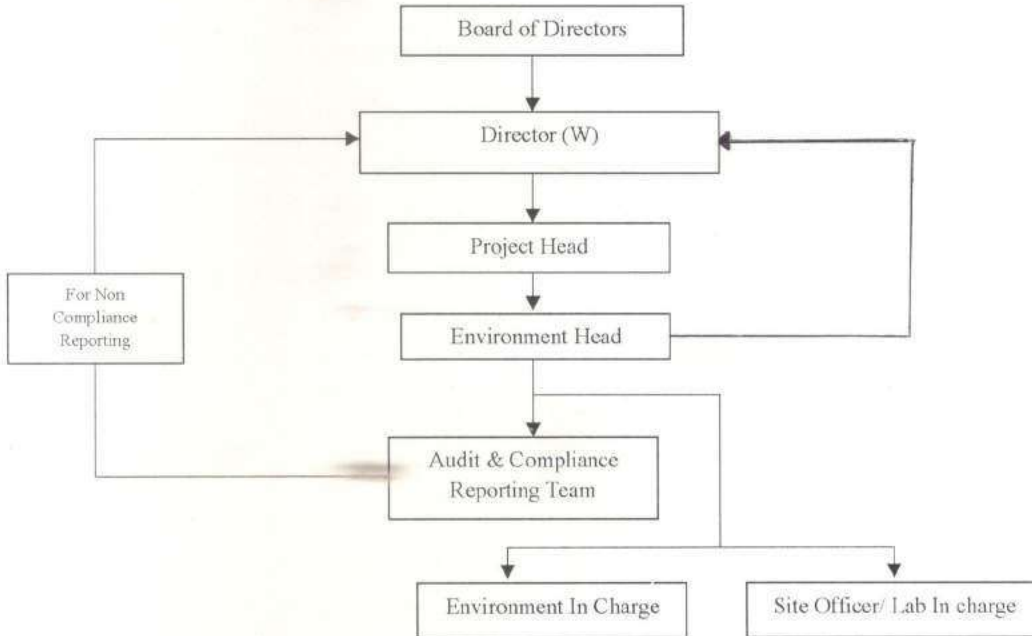 Board of Directors
Director (W)
Project Head
For Non
Compliance
Reporting
Environment Head
Audit & Compliance
Reporting Team
Environment In Charge
Site Officer/ Lab In charge